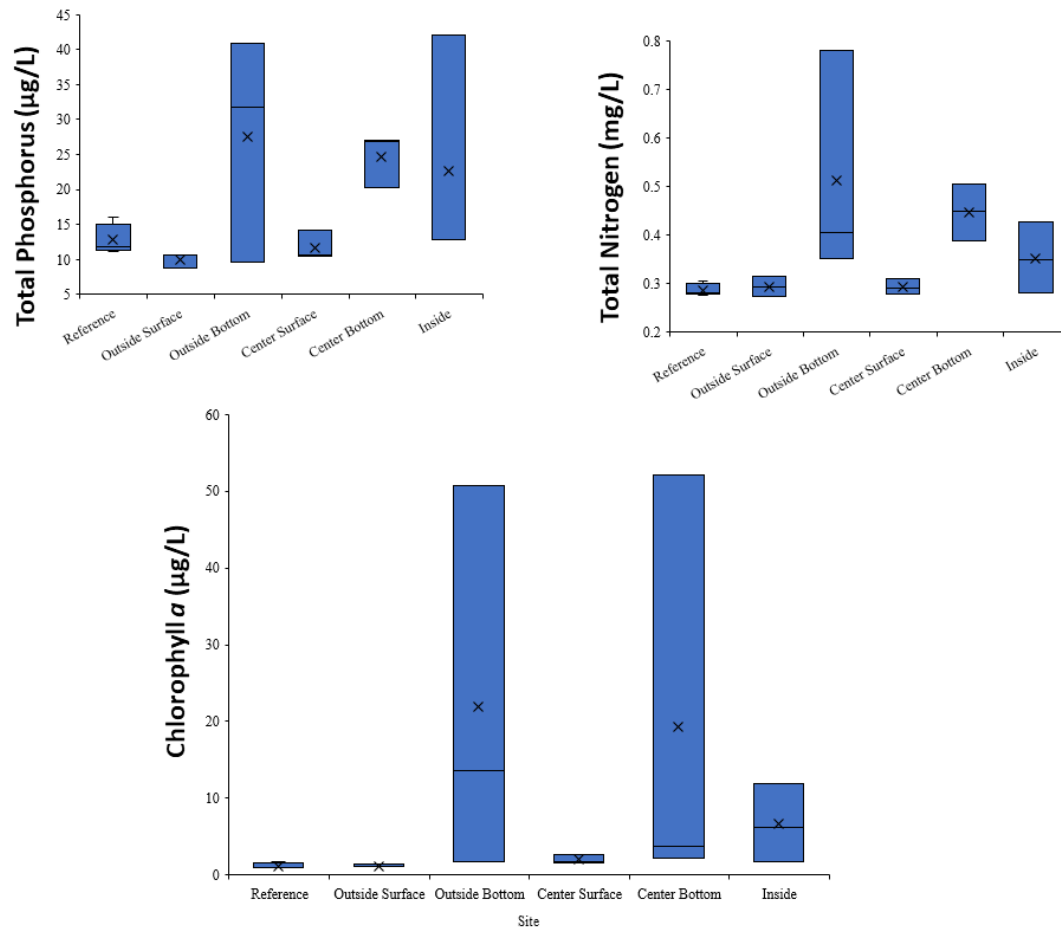 Total Phosphorus (µg/L)
45
40
35
30
25
20
15
10
5
Reference
Outside Surface
Outside Bottom
Center Surface
Center Bottom
Inside
Total Nitrogen (mg/L)
0.8
0.7
0.6
0.5
0.4
0.3
0.2
Reference
Outside Surface
Outside Bottom
Center Surface
Center Bottom
Inside
Chlorophyll a (µg/L)
60
50
40
30
20
10
0
Reference
Outside Surface
Outside Bottom
Center Surface
Center Bottom
Inside
Site